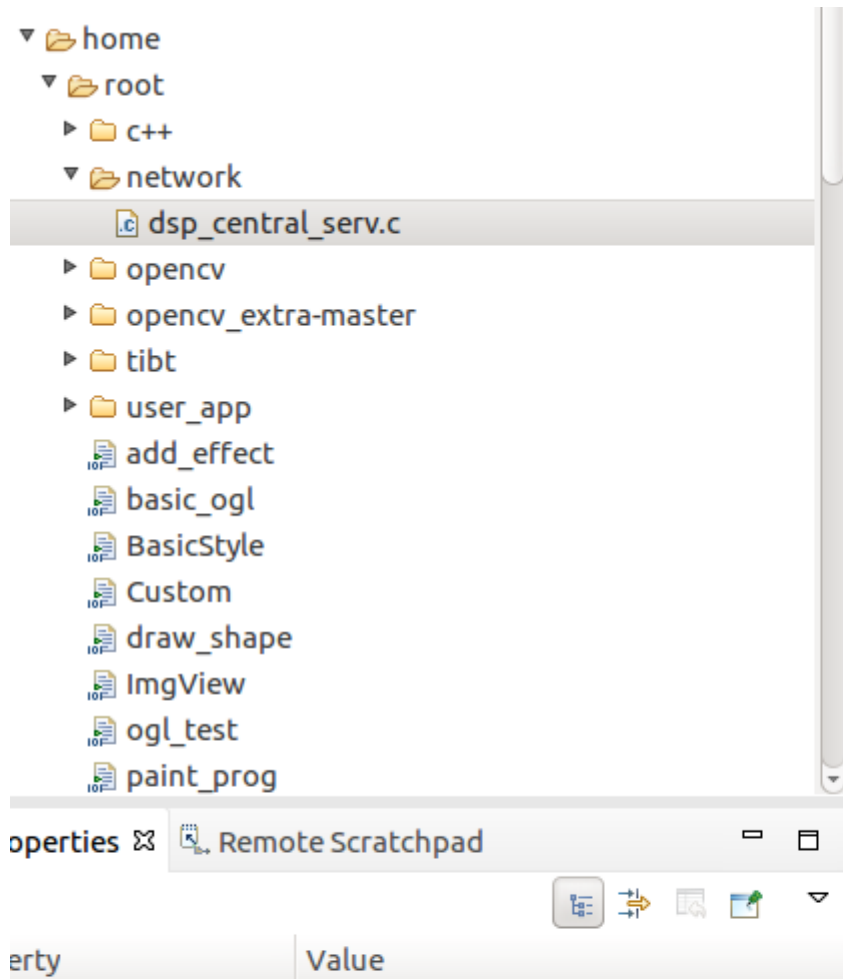 home
root
c++
network
.c dsp_central_serv.c
opencv
opencv_extra-master
tibt
user_app
add_effect
basic_ogl
BasicStyle
Custom
draw_shape
ImgView
ogl_test
paint_prog
operties Remote Scratchpad
erty Value